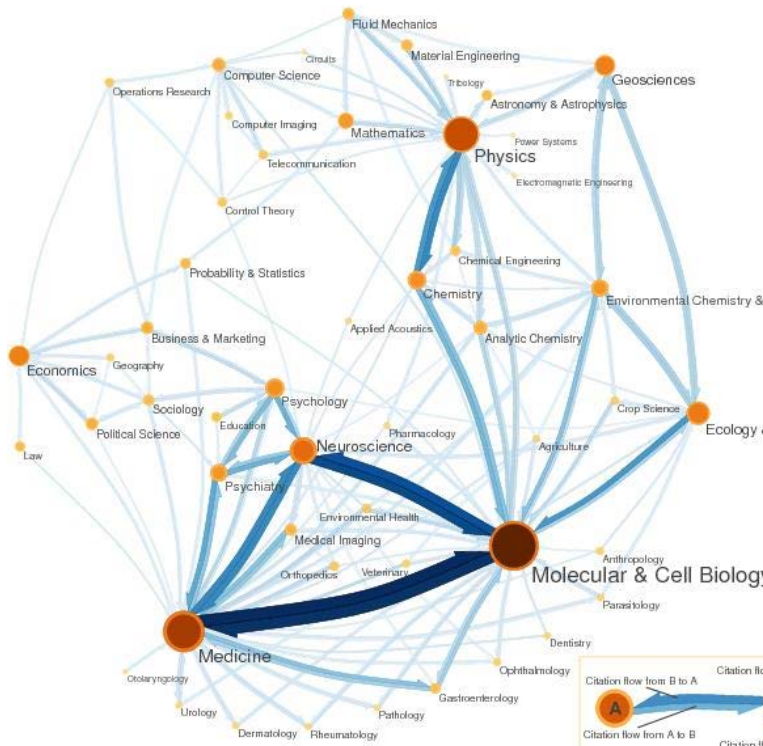 Fluid Mechanics
Circuits
Material Engineering
Computer Science
Tribology
Geosciences
Operations Research
Astronomy & Astrophysics
Computer Imaging
Mathematics
Power Systems
Physics
Telecommunication
Electromagnetic Engineering
Control Theory
Chemical Engineering
Probability & Statistics
Chemistry
Environmental Chemistry &
Applied Acoustics
Analytic Chemistry
Business & Marketing
Geography
Economics
Psychology
Crop Science
Sociology
Education
Pharmacology
Ecology &
Political Science
Neuroscience
Agriculture
Law
Psychiatry
Environmental Health
Medical Imaging
Anthropology
Orthopedics
Veterinary
Molecular & Cell Biology
Parasitology
Dentistry
Medicine
Ophthalmology
Otolaryngology
Gastroenterology
Urology
Pathology
Dermatology
Rheumatology
Citation flow
Citation flow from B to A
A
Citation flow from A to B
Citation fl